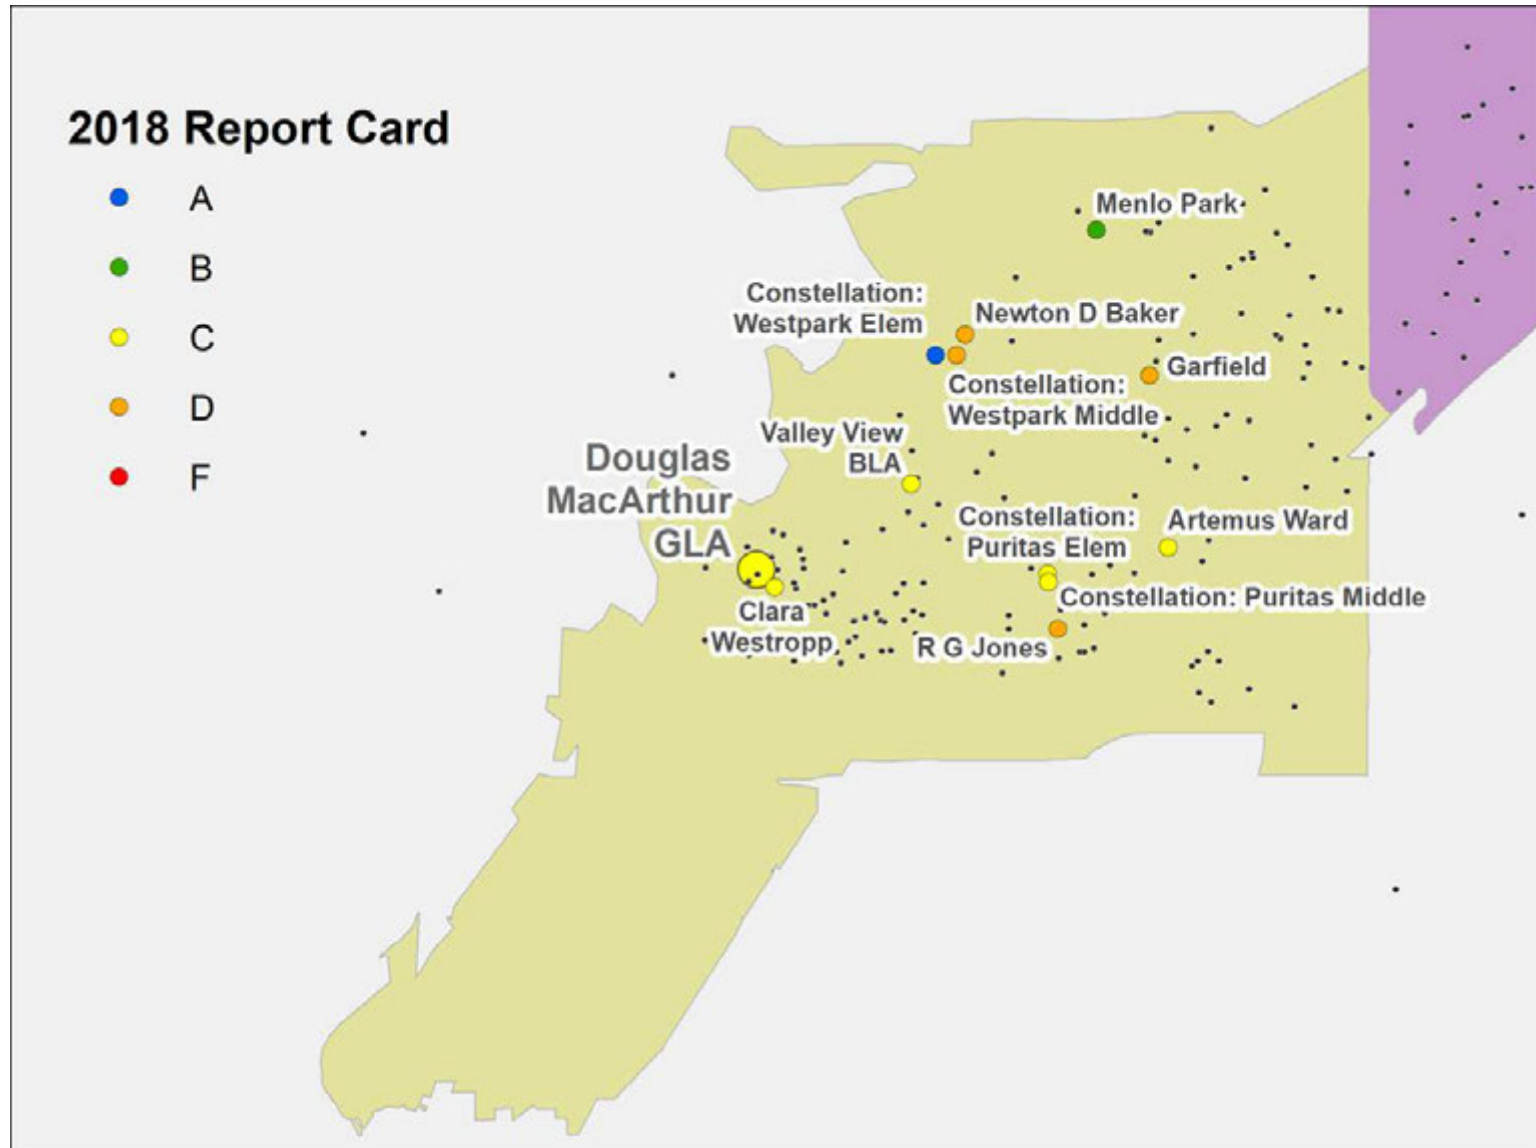 2018 Report Card
A
B
C
D
F
Menlo Park
Constellation:
Westpark Elem
Newton D Baker
Garfield
Constellation:
Westpark Middle
Valley View
BLA
Douglas
MacArthur
GLA
Constellation:
Puritas Elem
Artemus Ward
Constellation: Puritas Middle
Clara
Westropp
R G Jones